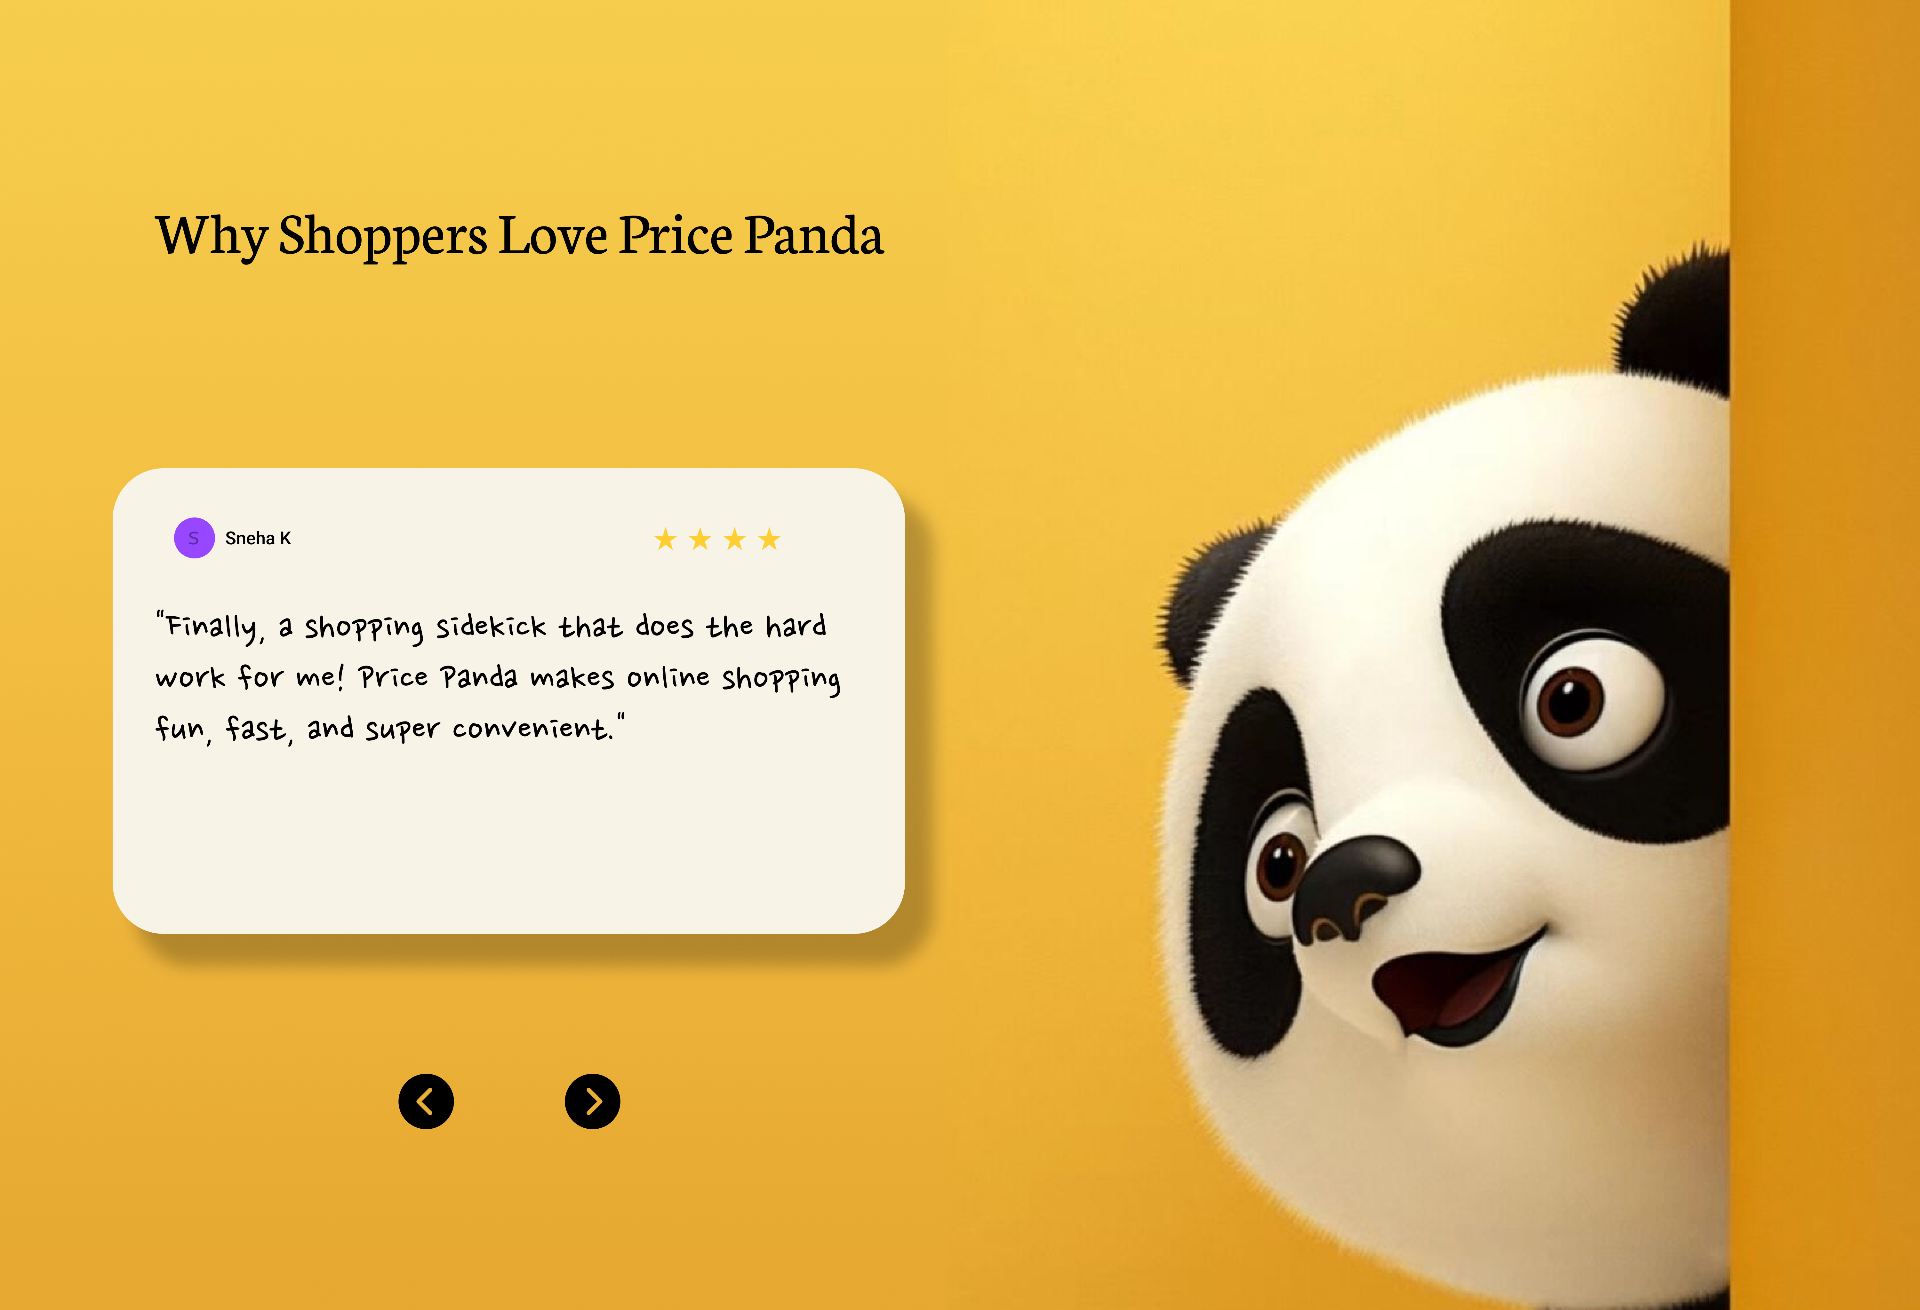 Why Shoppers Love Price Panda
S Sneha K
"Finally, a shopping sidekick that does the hard
work for me! Price Panda makes online shopping
fun, fast, and super convenient."